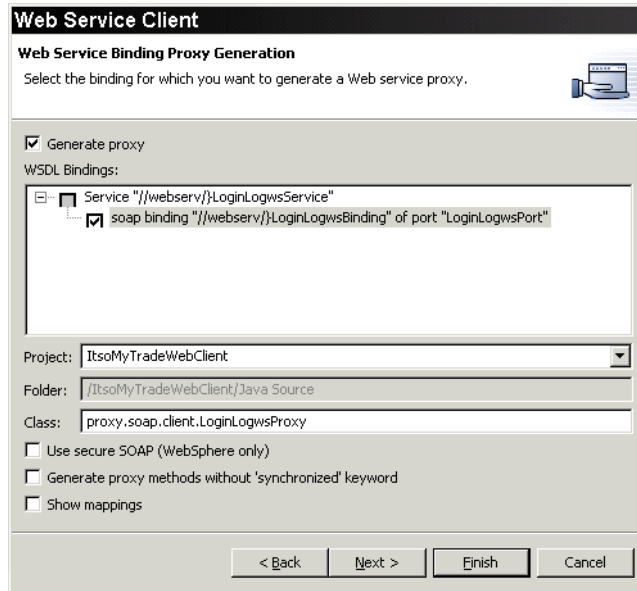 Web Service Client
Web Service Binding Proxy Generation
Select the binding for which you want to generate a Web service proxy.
Generate proxy
WSDL Bindings:
Service "//webserv/}LoginLogwsService"
soap binding "//webserv/}LoginLogwsBinding" of port "LoginLogwsPort"
Project: ItsoMyTradeWebClient
Folder: /ItsoMyTradeWebClient/Java Source
Class: proxy.soap.client.LoginLogwsProxy
Use secure SOAP (WebSphere only)
Generate proxy methods without 'synchronized' keyword
Show mappings
< Back Next > Finish Cancel